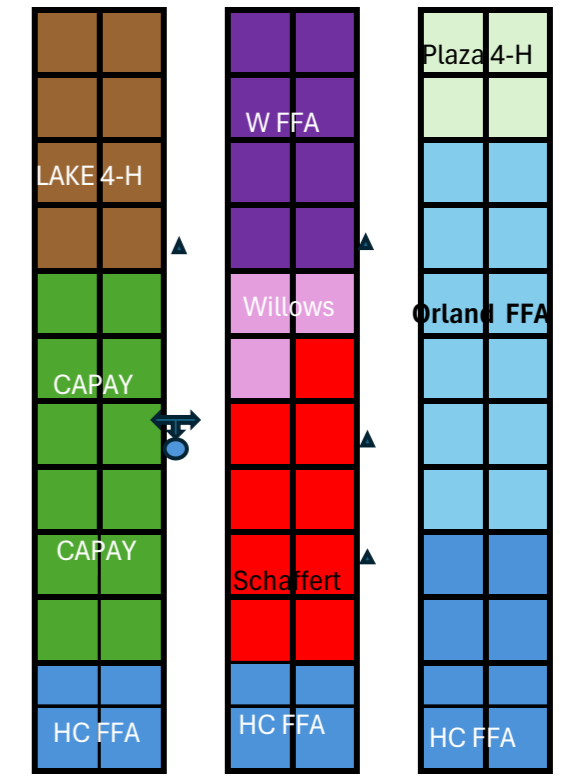 LAKE 4-H
CAPAY
CAPAY
HC FFA
W FFA
Willows
Schaffert
HC FFA
Plaza 4-H
Orland FFA
HC FFA